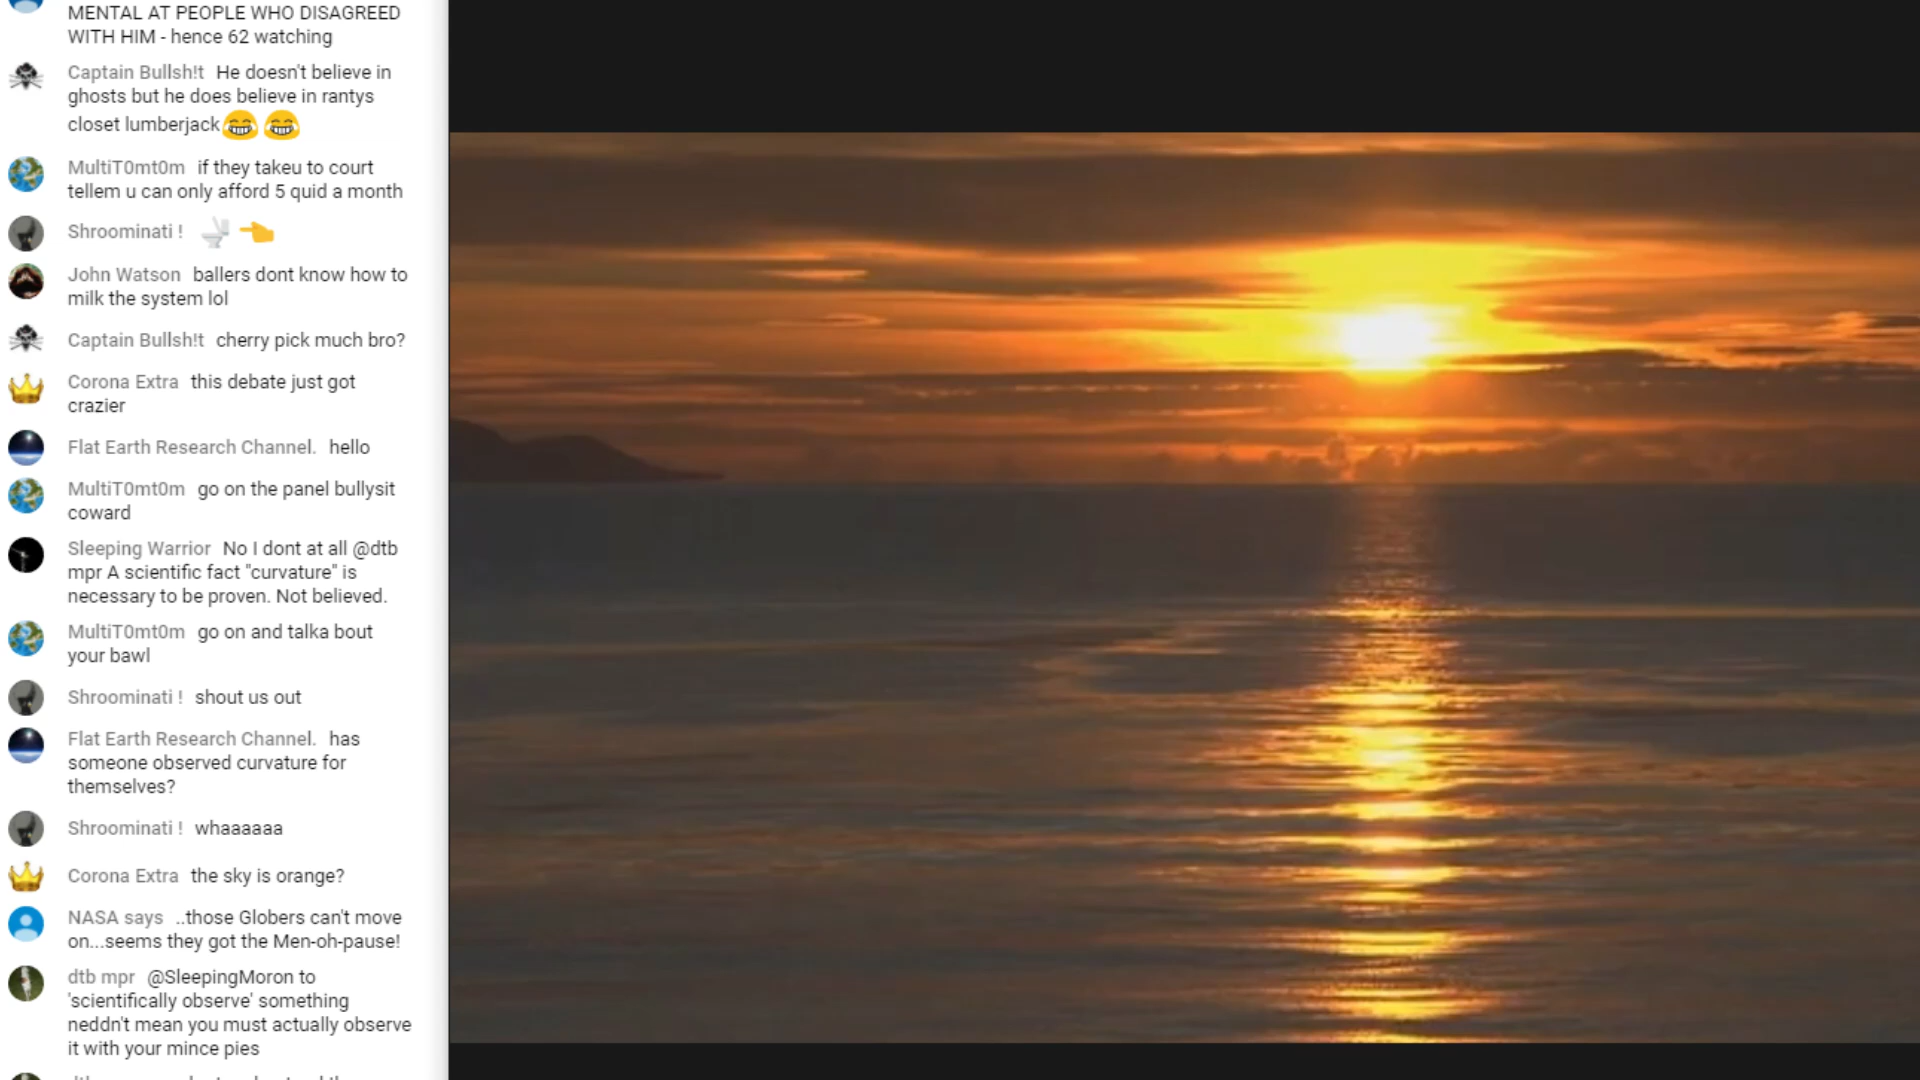 MENTAL AT PEOPLE WHO DISAGREED
WITH HIM - hence 62 watching
Captain Bullsh!t He doesn't believe in
ghosts but he does believe in rantys
closet lumberjack
MultiT0mt0m if they takeu to court
tellem u can only afford 5 quid a month
Shroominati !
John Watson ballers dont know how to
milk the system lol
Captain Bullsh!t cherry pick much bro?
Corona Extra this debate just got
crazier
Flat Earth Research Channel. hello
MultiT0mt0m go on the panel bullysit
coward
Sleeping Warrior No I dont at all @dtb
mpr A scientific fact "curvature" is
necessary to be proven. Not believed.
MultiT0mt0m go on and talka bout
your bawl
Shroominati ! shout us out
Flat Earth Research Channel. has
someone observed curvature for
themselves?
Shroominati ! whaaaaaa
Corona Extra the sky is orange?
NASA says ..those Globers can't move
on...seems they got the Men-oh-pause!
dtb mpr @SleepingMoron to
'scientifically observe' something
neddn't mean you must actually observe
it with your mince pies